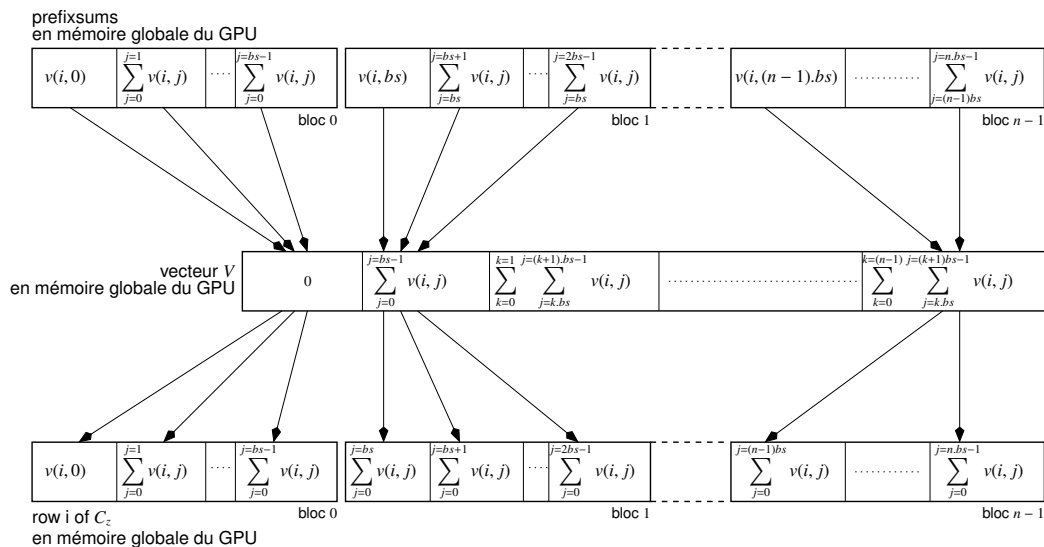 prefixsums
en mémoire globale du GPU
v(i, 0) ∑_{j=0}^{j=1} v(i, j) ···· ∑_{j=0}^{j=bs−1} v(i, j) v(i, bs) ∑_{j=bs}^{j=bs+1} v(i, j) ···· ∑_{j=bs}^{j=2bs−1} v(i, j) v(i, (n − 1).bs) ············ ∑_{j=(n−1)bs}^{j=n.bs−1} v(i, j)
bloc 0 bloc 1 bloc n − 1
vecteur V
en mémoire globale du GPU
0 ∑_{j=0}^{j=bs−1} v(i, j) ∑_{k=0}^{k=1} ∑_{j=k.bs}^{j=(k+1).bs−1} v(i, j) ···································· ∑_{k=0}^{k=(n−1)} ∑_{j=k.bs}^{j=(k+1)bs−1} v(i, j)
v(i, 0) ∑_{j=0}^{j=1} v(i, j) ···· ∑_{j=0}^{j=bs−1} v(i, j) ∑_{j=0}^{j=bs} v(i, j) ∑_{j=0}^{j=bs+1} v(i, j) ···· ∑_{j=0}^{j=2bs−1} v(i, j) ∑_{j=0}^{j=(n−1)bs} v(i, j) ············ ∑_{j=0}^{j=n.bs−1} v(i, j)
bloc 0 bloc 1 bloc n − 1
row i of C_z
en mémoire globale du GPU